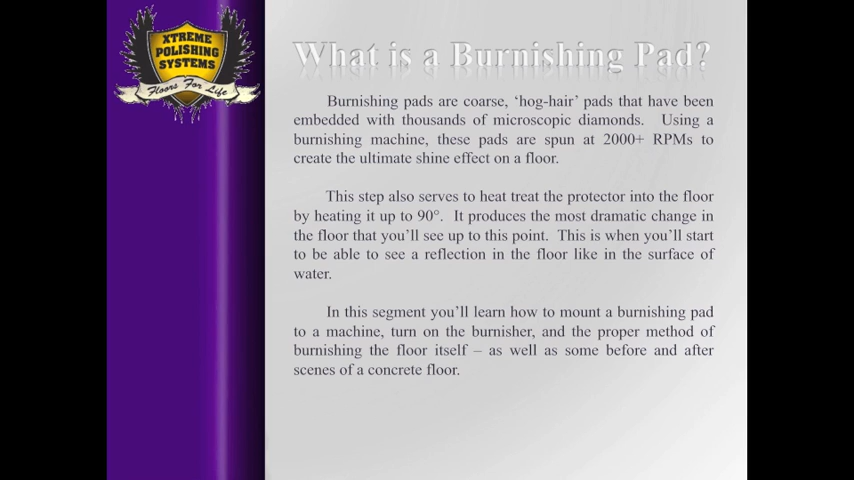 XTREME
POLISHING
SYSTEMS
Floors For Life
What is a Burnishing Pad?
Burnishing pads are coarse, ‘hog-hair’ pads that have been
embedded with thousands of microscopic diamonds. Using a
burnishing machine, these pads are spun at 2000+ RPMs to
create the ultimate shine effect on a floor.
This step also serves to heat treat the protector into the floor
by heating it up to 90°. It produces the most dramatic change in
the floor that you’ll see up to this point. This is when you’ll start
to be able to see a reflection in the floor like in the surface of
water.
In this segment you’ll learn how to mount a burnishing pad
to a machine, turn on the burnisher, and the proper method of
burnishing the floor itself – as well as some before and after
scenes of a concrete floor.